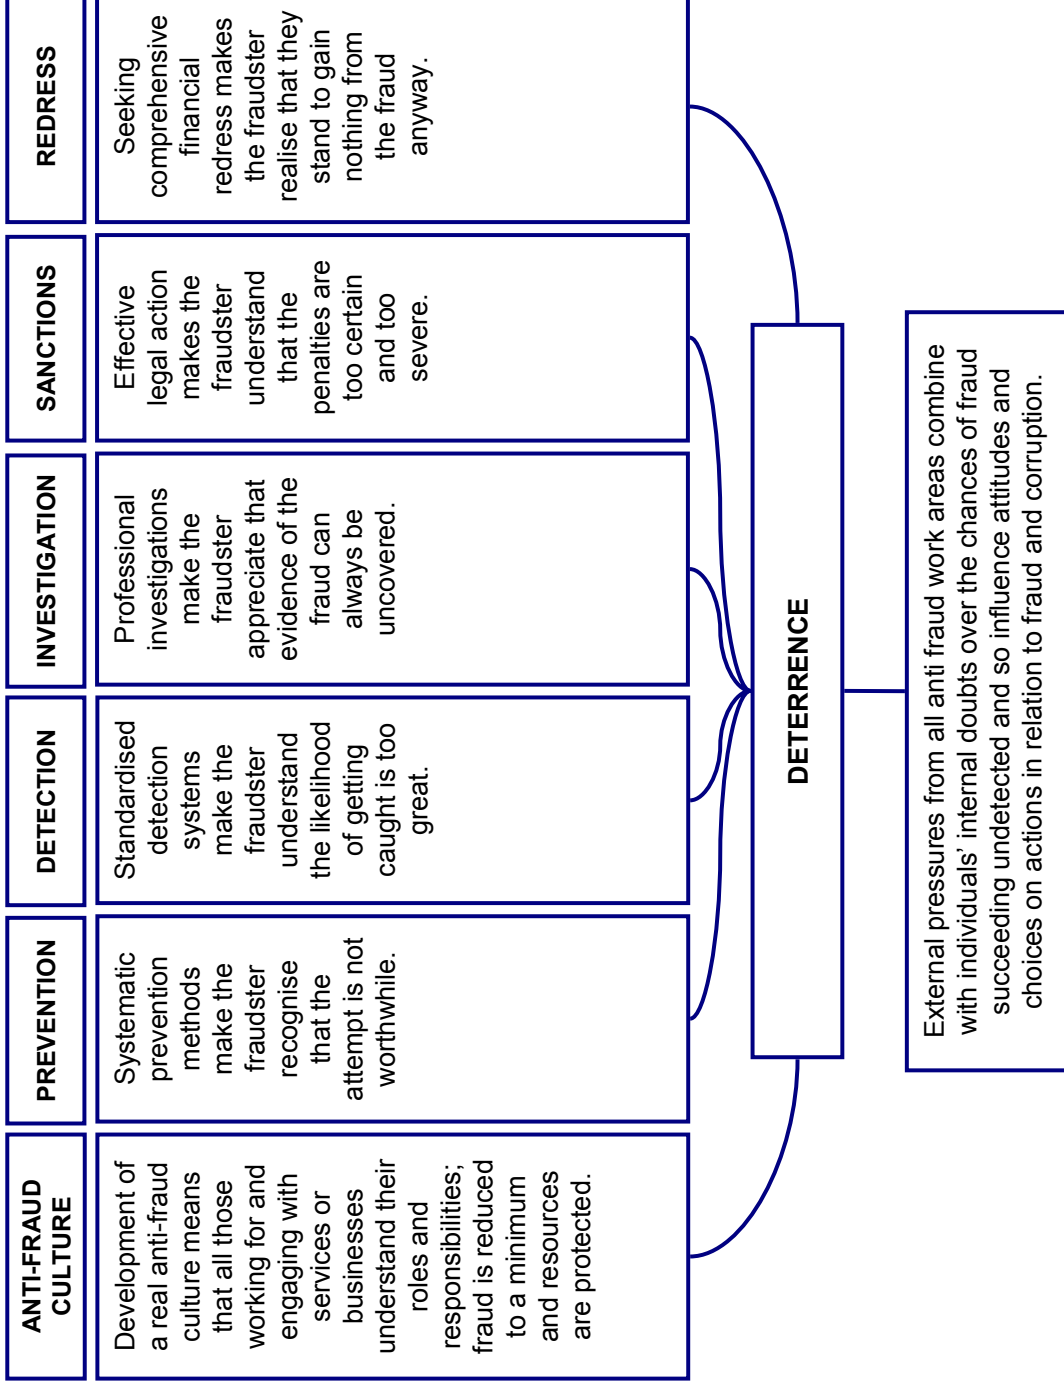 ANTI-FRAUD
CULTURE
Development of
a real anti-fraud
culture means
that all those
working for and
engaging with
services or
businesses
understand their
roles and
responsibilities;
fraud is reduced
to a minimum
and resources
are protected.
PREVENTION
Systematic
prevention
methods
make the
fraudster
recognise
that the
attempt is not
worthwhile.
DETECTION
Standardised
detection
systems
make the
fraudster
understand
the likelihood
of getting
caught is too
great.
INVESTIGATION
Professional
investigations
make the
fraudster
appreciate that
evidence of the
fraud can
always be
uncovered.
SANCTIONS
Effective
legal action
makes the
fraudster
understand
that the
penalties are
too certain
and too
severe.
REDRESS
Seeking
comprehensive
financial
redress makes
the fraudster
realise that they
stand to gain
nothing from
the fraud
anyway.
DETERRENCE
External pressures from all anti fraud work areas combine
with individuals’ internal doubts over the chances of fraud
succeeding undetected and so influence attitudes and
choices on actions in relation to fraud and corruption.